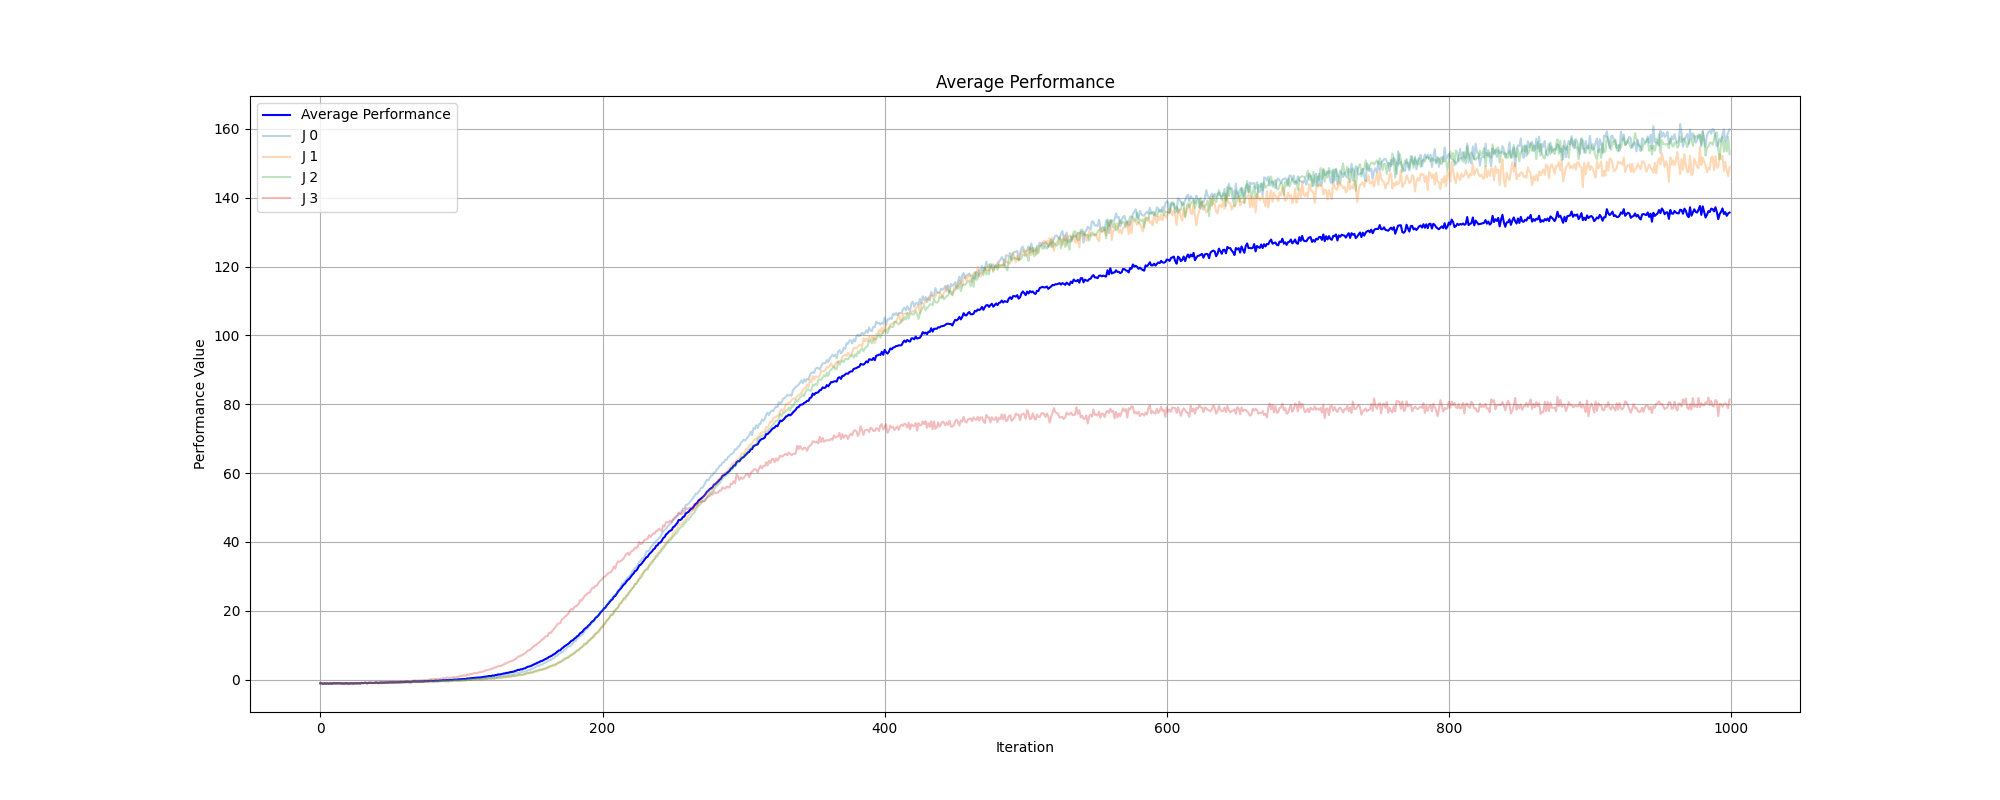 Average Performance
Average Performance
J 0
J 1
J 2
J 3
Performance Value
160
140
120
100
80
60
40
20
0
0 200 400 600 800 1000
Iteration